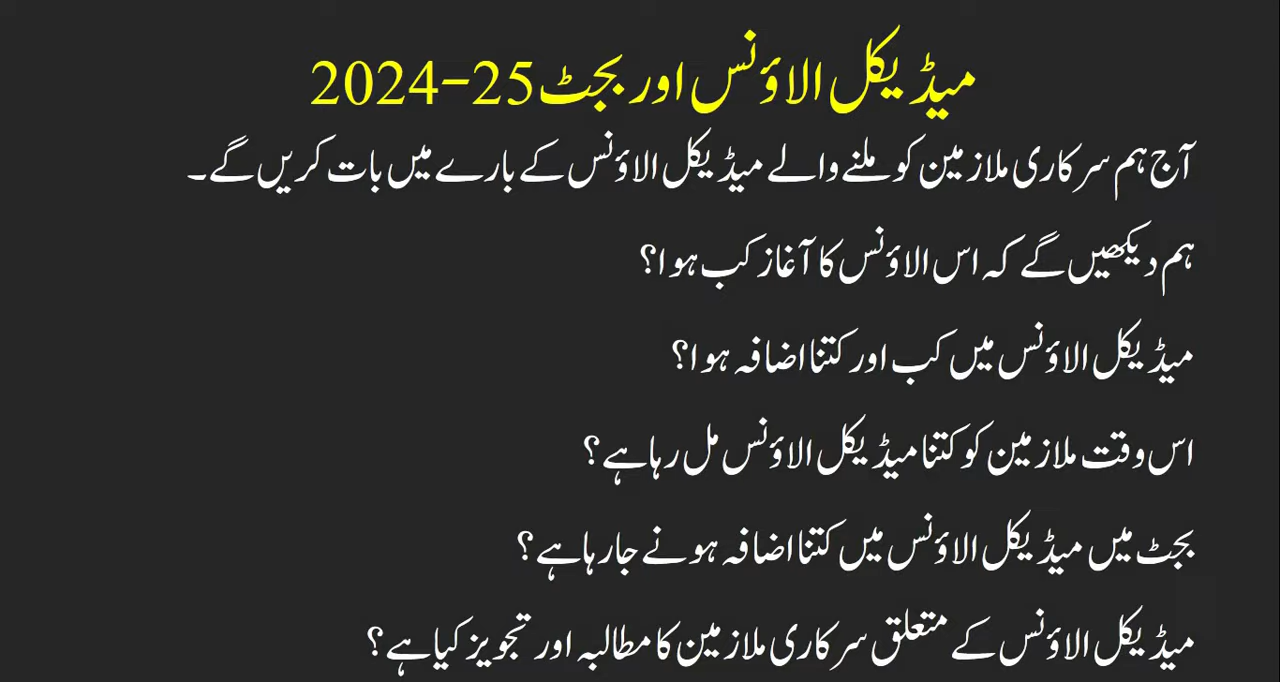 میڈیکل الاؤنس اور بجٹ 25-2024
آج ہم سرکاری ملازمین کو ملنے والے میڈیکل الاؤنس کے بارے میں بات کریں گے۔
ہم دیکھیں گے کہ اس الاؤنس کا آغاز کب ہوا؟
میڈیکل الاؤنس میں کب اور کتنا اضافہ ہوا؟
اس وقت ملازمین کو کتنا میڈیکل الاؤنس مل رہا ہے؟
بجٹ میں میڈیکل الاؤنس میں کتنا اضافہ ہونے جارہا ہے؟
میڈیکل الاؤنس کے متعلق سرکاری ملازمین کا مطالبہ اور تجویز کیا ہے؟